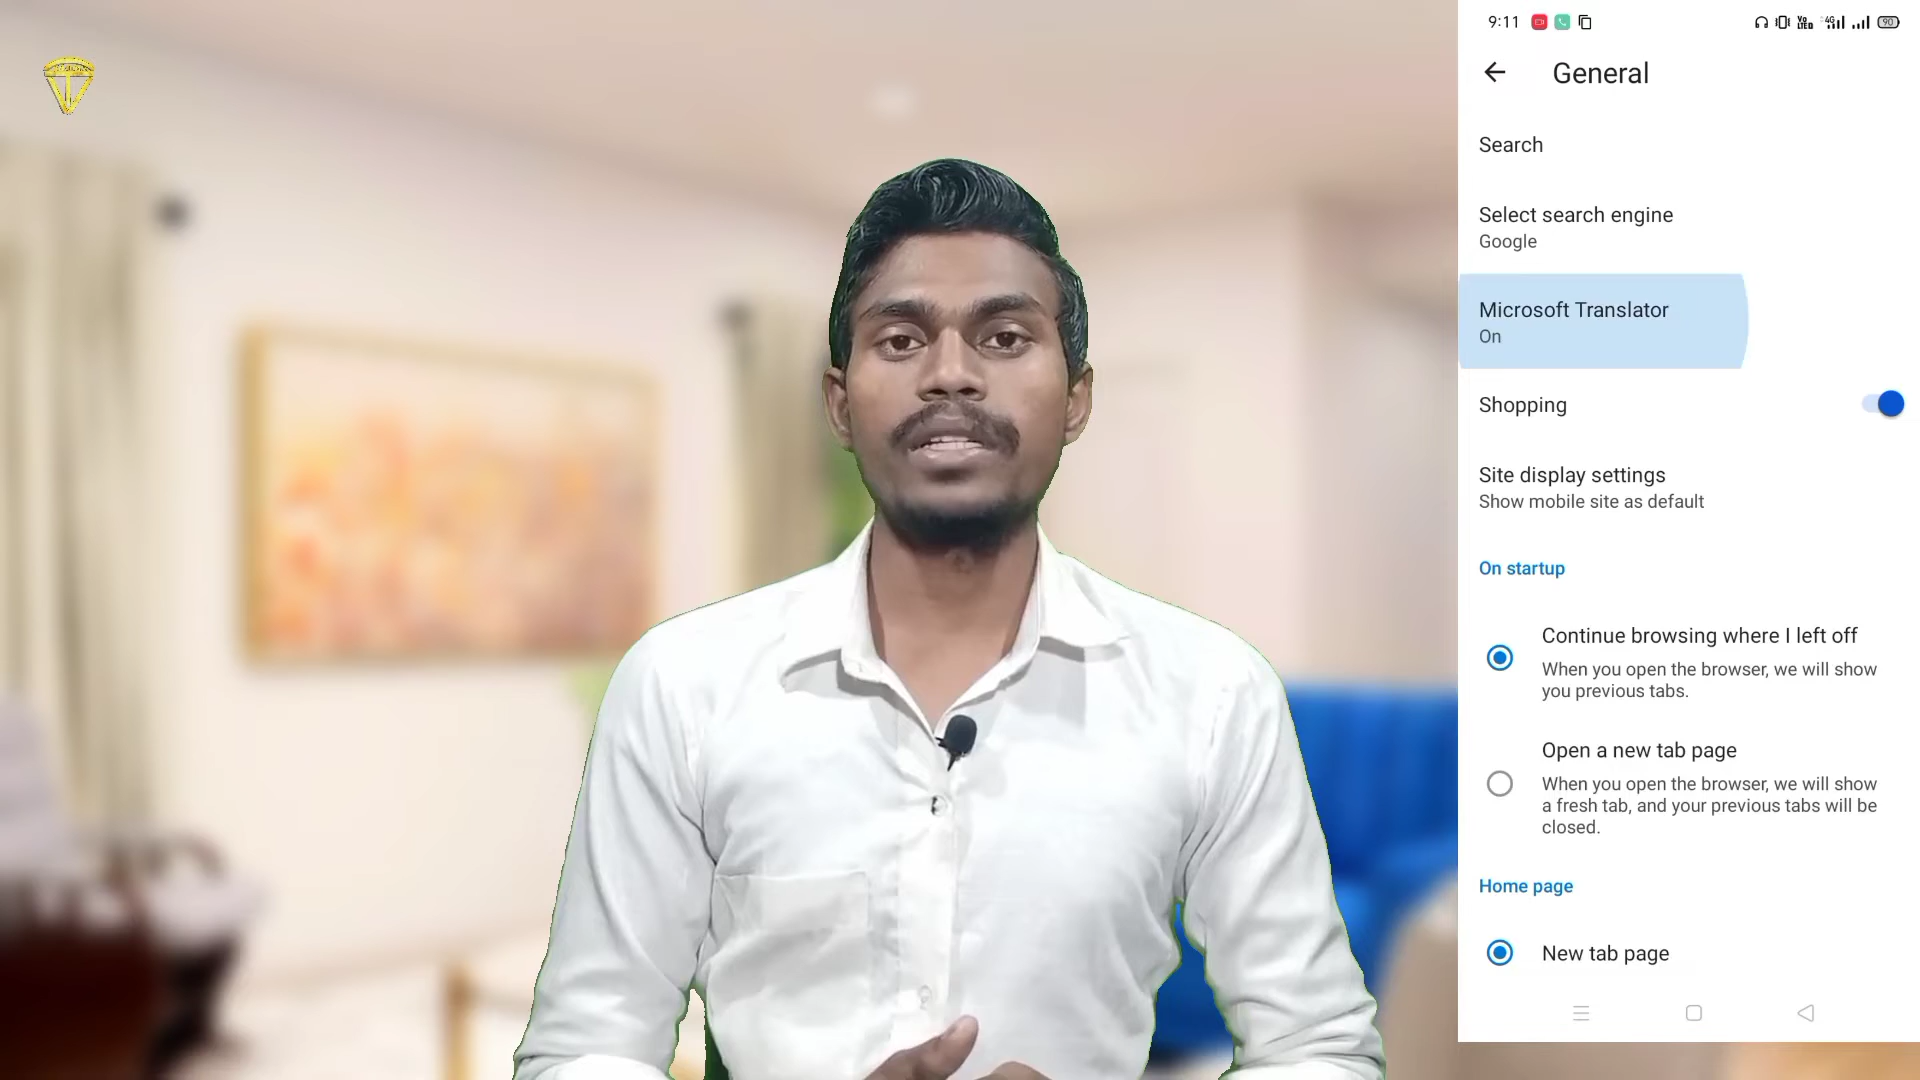 9:11
4G
90
General
Search
Select search engine
Google
Microsoft Translator
On
Shopping
Site display settings
Show mobile site as default
On startup
Continue browsing where I left off
When you open the browser, we will show
you previous tabs.
Open a new tab page
When you open the browser, we will show
a fresh tab, and your previous tabs will be
closed.
Home page
New tab page